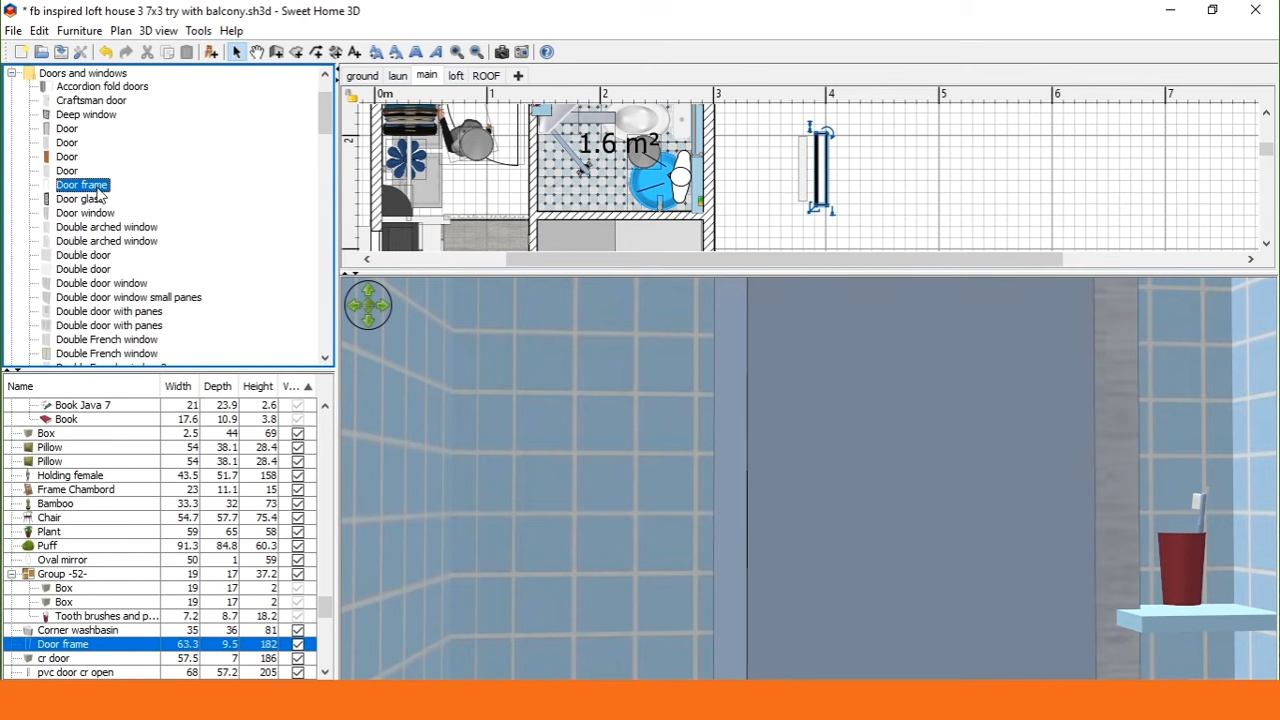 * fb inspired loft house 3 7x3 try with balcony.sh3d - Sweet Home 3D
File Edit Furniture Plan 3D view Tools Help
Doors and windows
Accordion fold doors
Craftsman door
Deep window
Door
Door
Door
Door
Door frame
Door glass
Door window
Double arched window
Double arched window
Double door
Double door
Double door window
Double door window small panes
Double door with panes
Double door with panes
Double French window
Double French window
ground laun main loft ROOF
0m 1 2 3 4 5 6 7
2
1.6 m²
Name Width Depth Height V...
Book Java 7 21 23.9 2.6
Book 17.6 10.9 3.8
Box 2.5 44 69
Pillow 54 38.1 28.4
Pillow 54 38.1 28.4
Holding female 43.5 51.7 158
Frame Chambord 23 11.1 15
Bamboo 33.3 32 73
Chair 54.7 57.7 75.4
Plant 59 65 58
Puff 91.3 84.8 60.3
Oval mirror 50 1 59
Group -52- 19 17 37.2
Box 19 17 2
Box 19 17 2
Tooth brushes and p... 7.2 8.7 18.2
Corner washbasin 35 36 81
Door frame 63.3 9.5 182
cr door 57.5 7 186
pvc door cr open 68 57.2 205